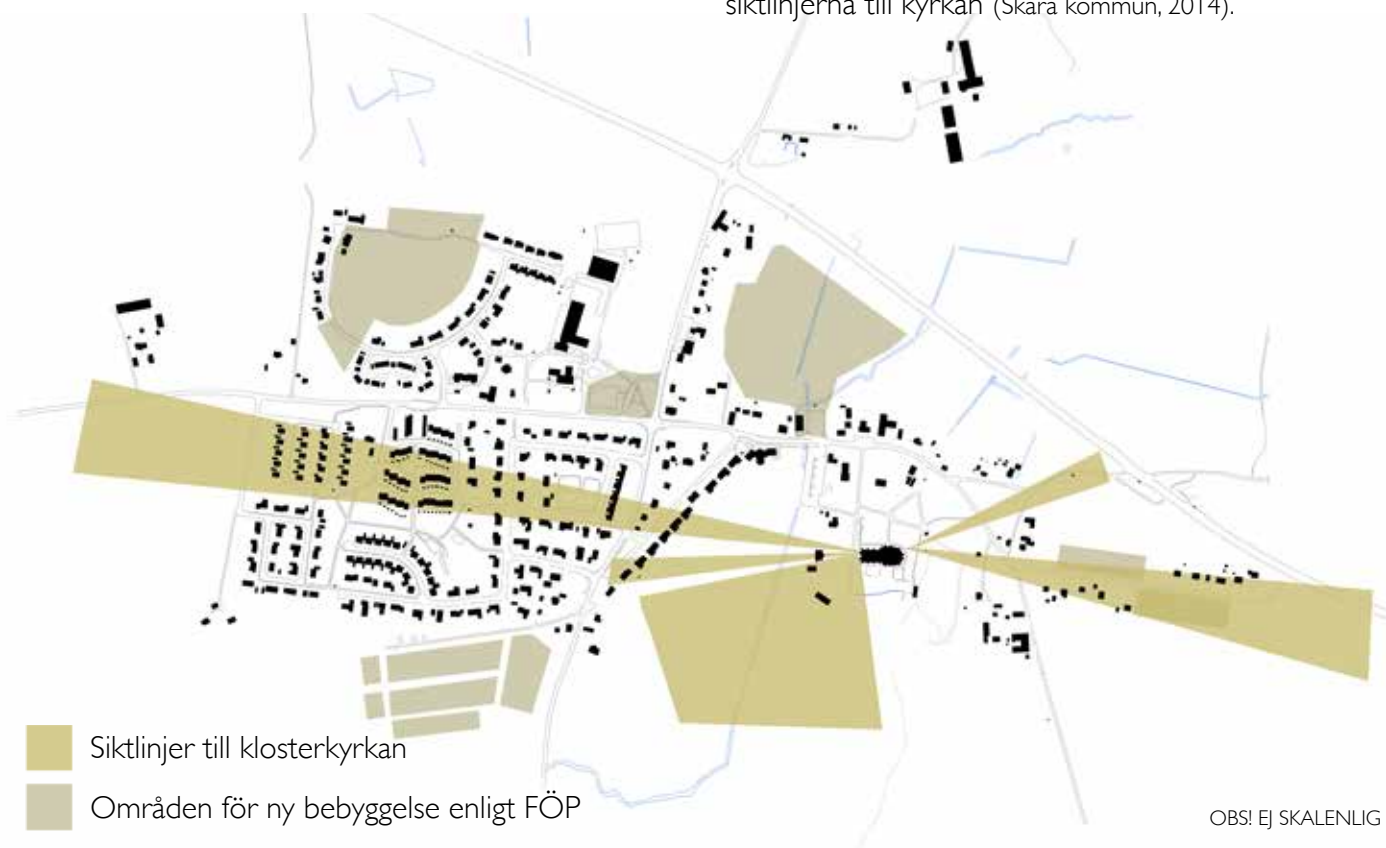 siktlinjerna till kyrkan (Skara kommun, 2014).
Siktlinjer till klosterkyrkan
Områden för ny bebyggelse enligt FÖP
OBS! EJ SKALENLIG